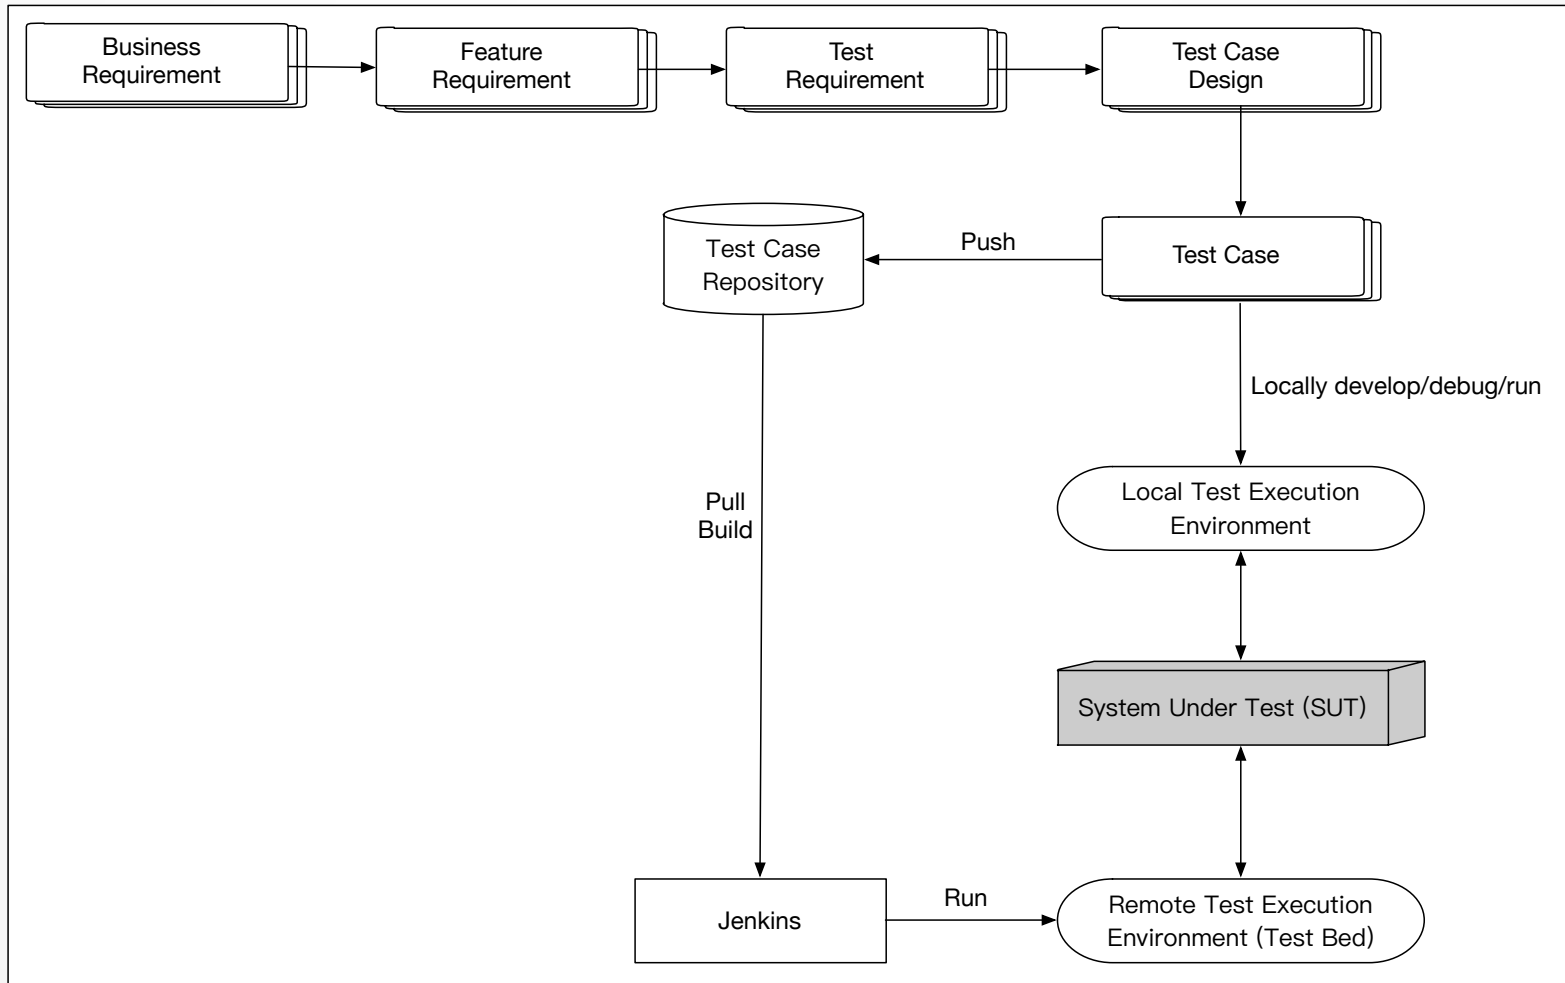 Business
Requirement
Feature
Requirement
Test
Requirement
Test Case
Design
Test Case
Repository
Push
Test Case
Locally develop/debug/run
Pull
Build
Local Test Execution
Environment
System Under Test (SUT)
Jenkins
Run
Remote Test Execution
Environment (Test Bed)